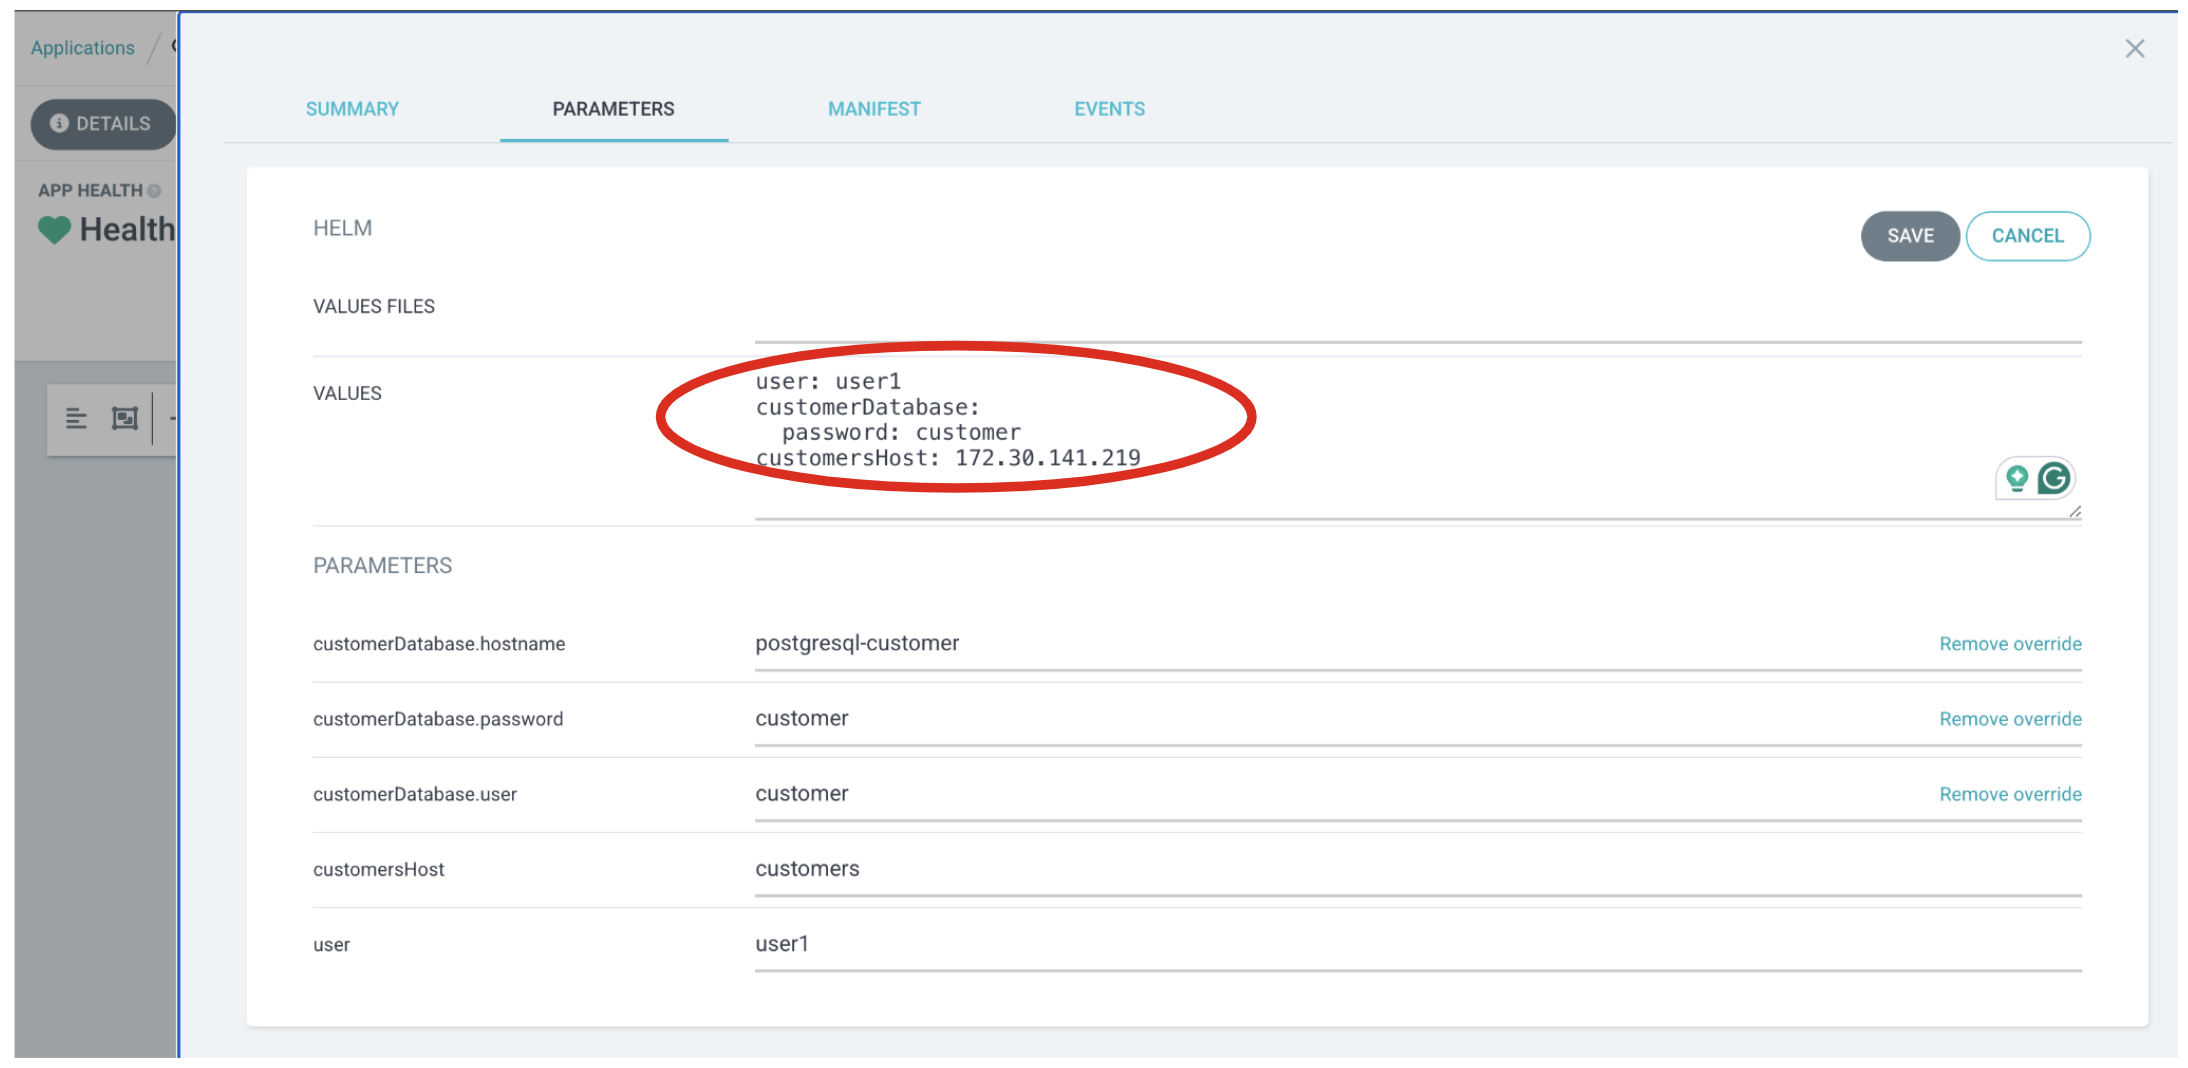 Applications /
SUMMARY PARAMETERS MANIFEST EVENTS
DETAILS
APP HEALTH
Health
HELM
SAVE CANCEL
VALUES FILES
VALUES
user: user1
customerDatabase:
  password: customer
customersHost: 172.30.141.219
PARAMETERS
customerDatabase.hostname postgresql-customer Remove override
customerDatabase.password customer Remove override
customerDatabase.user customer Remove override
customersHost customers
user user1